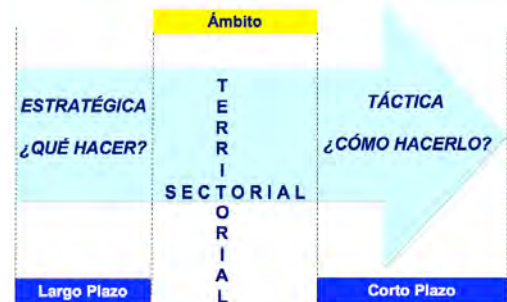 Ámbito
ESTRATÉGICA
¿QUÉ HACER?
TERRITORIAL
SECTORIAL
TÁCTICA
¿CÓMO HACERLO?
Largo Plazo
Corto Plazo